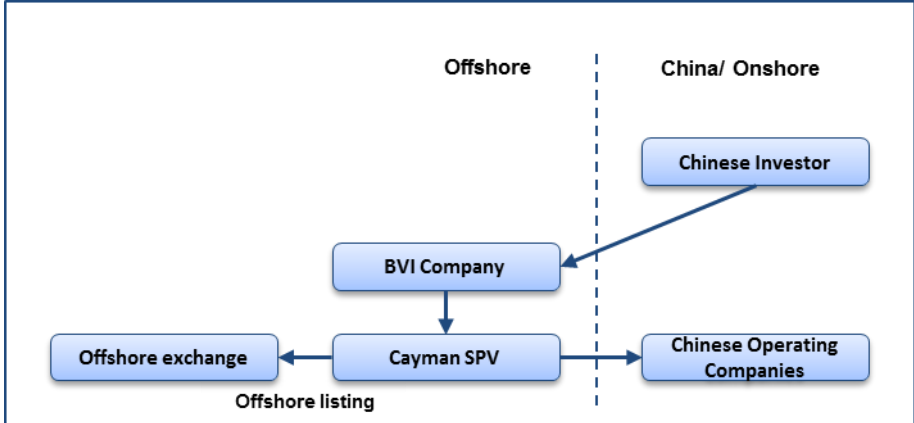 Offshore
China/ Onshore
Chinese Investor
BVI Company
Offshore exchange
Cayman SPV
Chinese Operating
Companies
Offshore listing